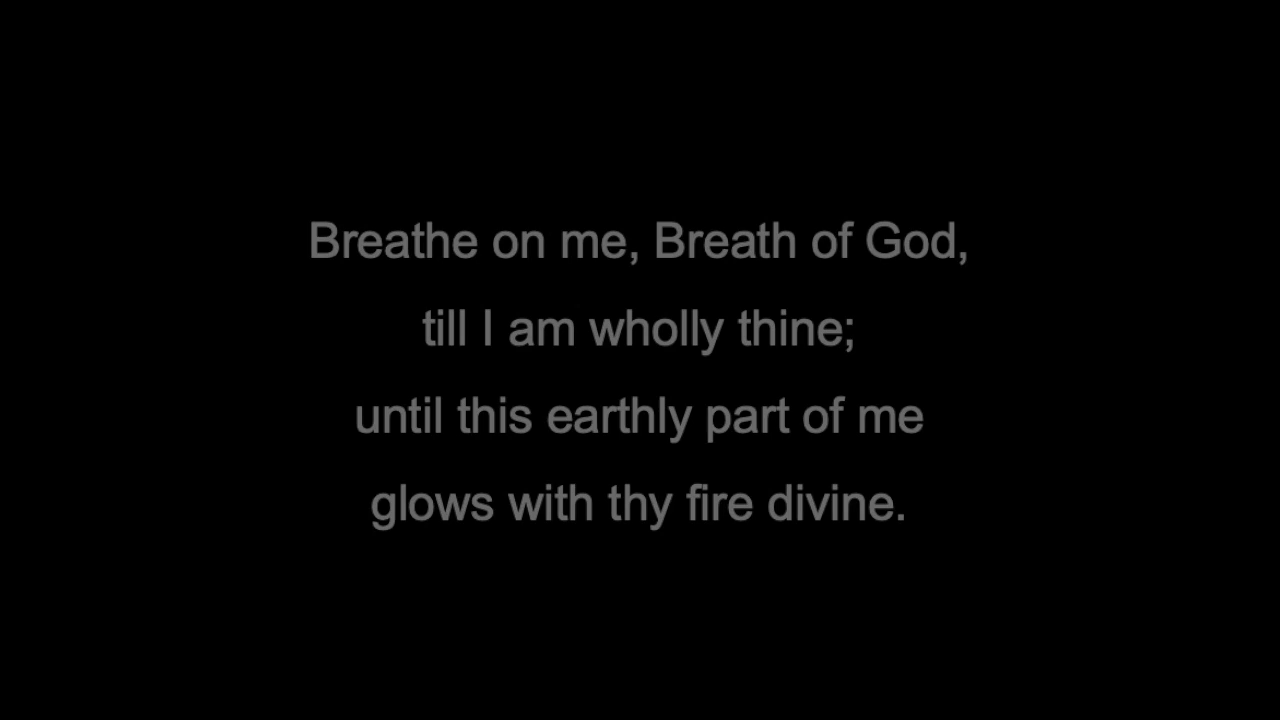 Breathe on me, Breath of God,
till I am wholly thine;
until this earthly part of me
glows with thy fire divine.